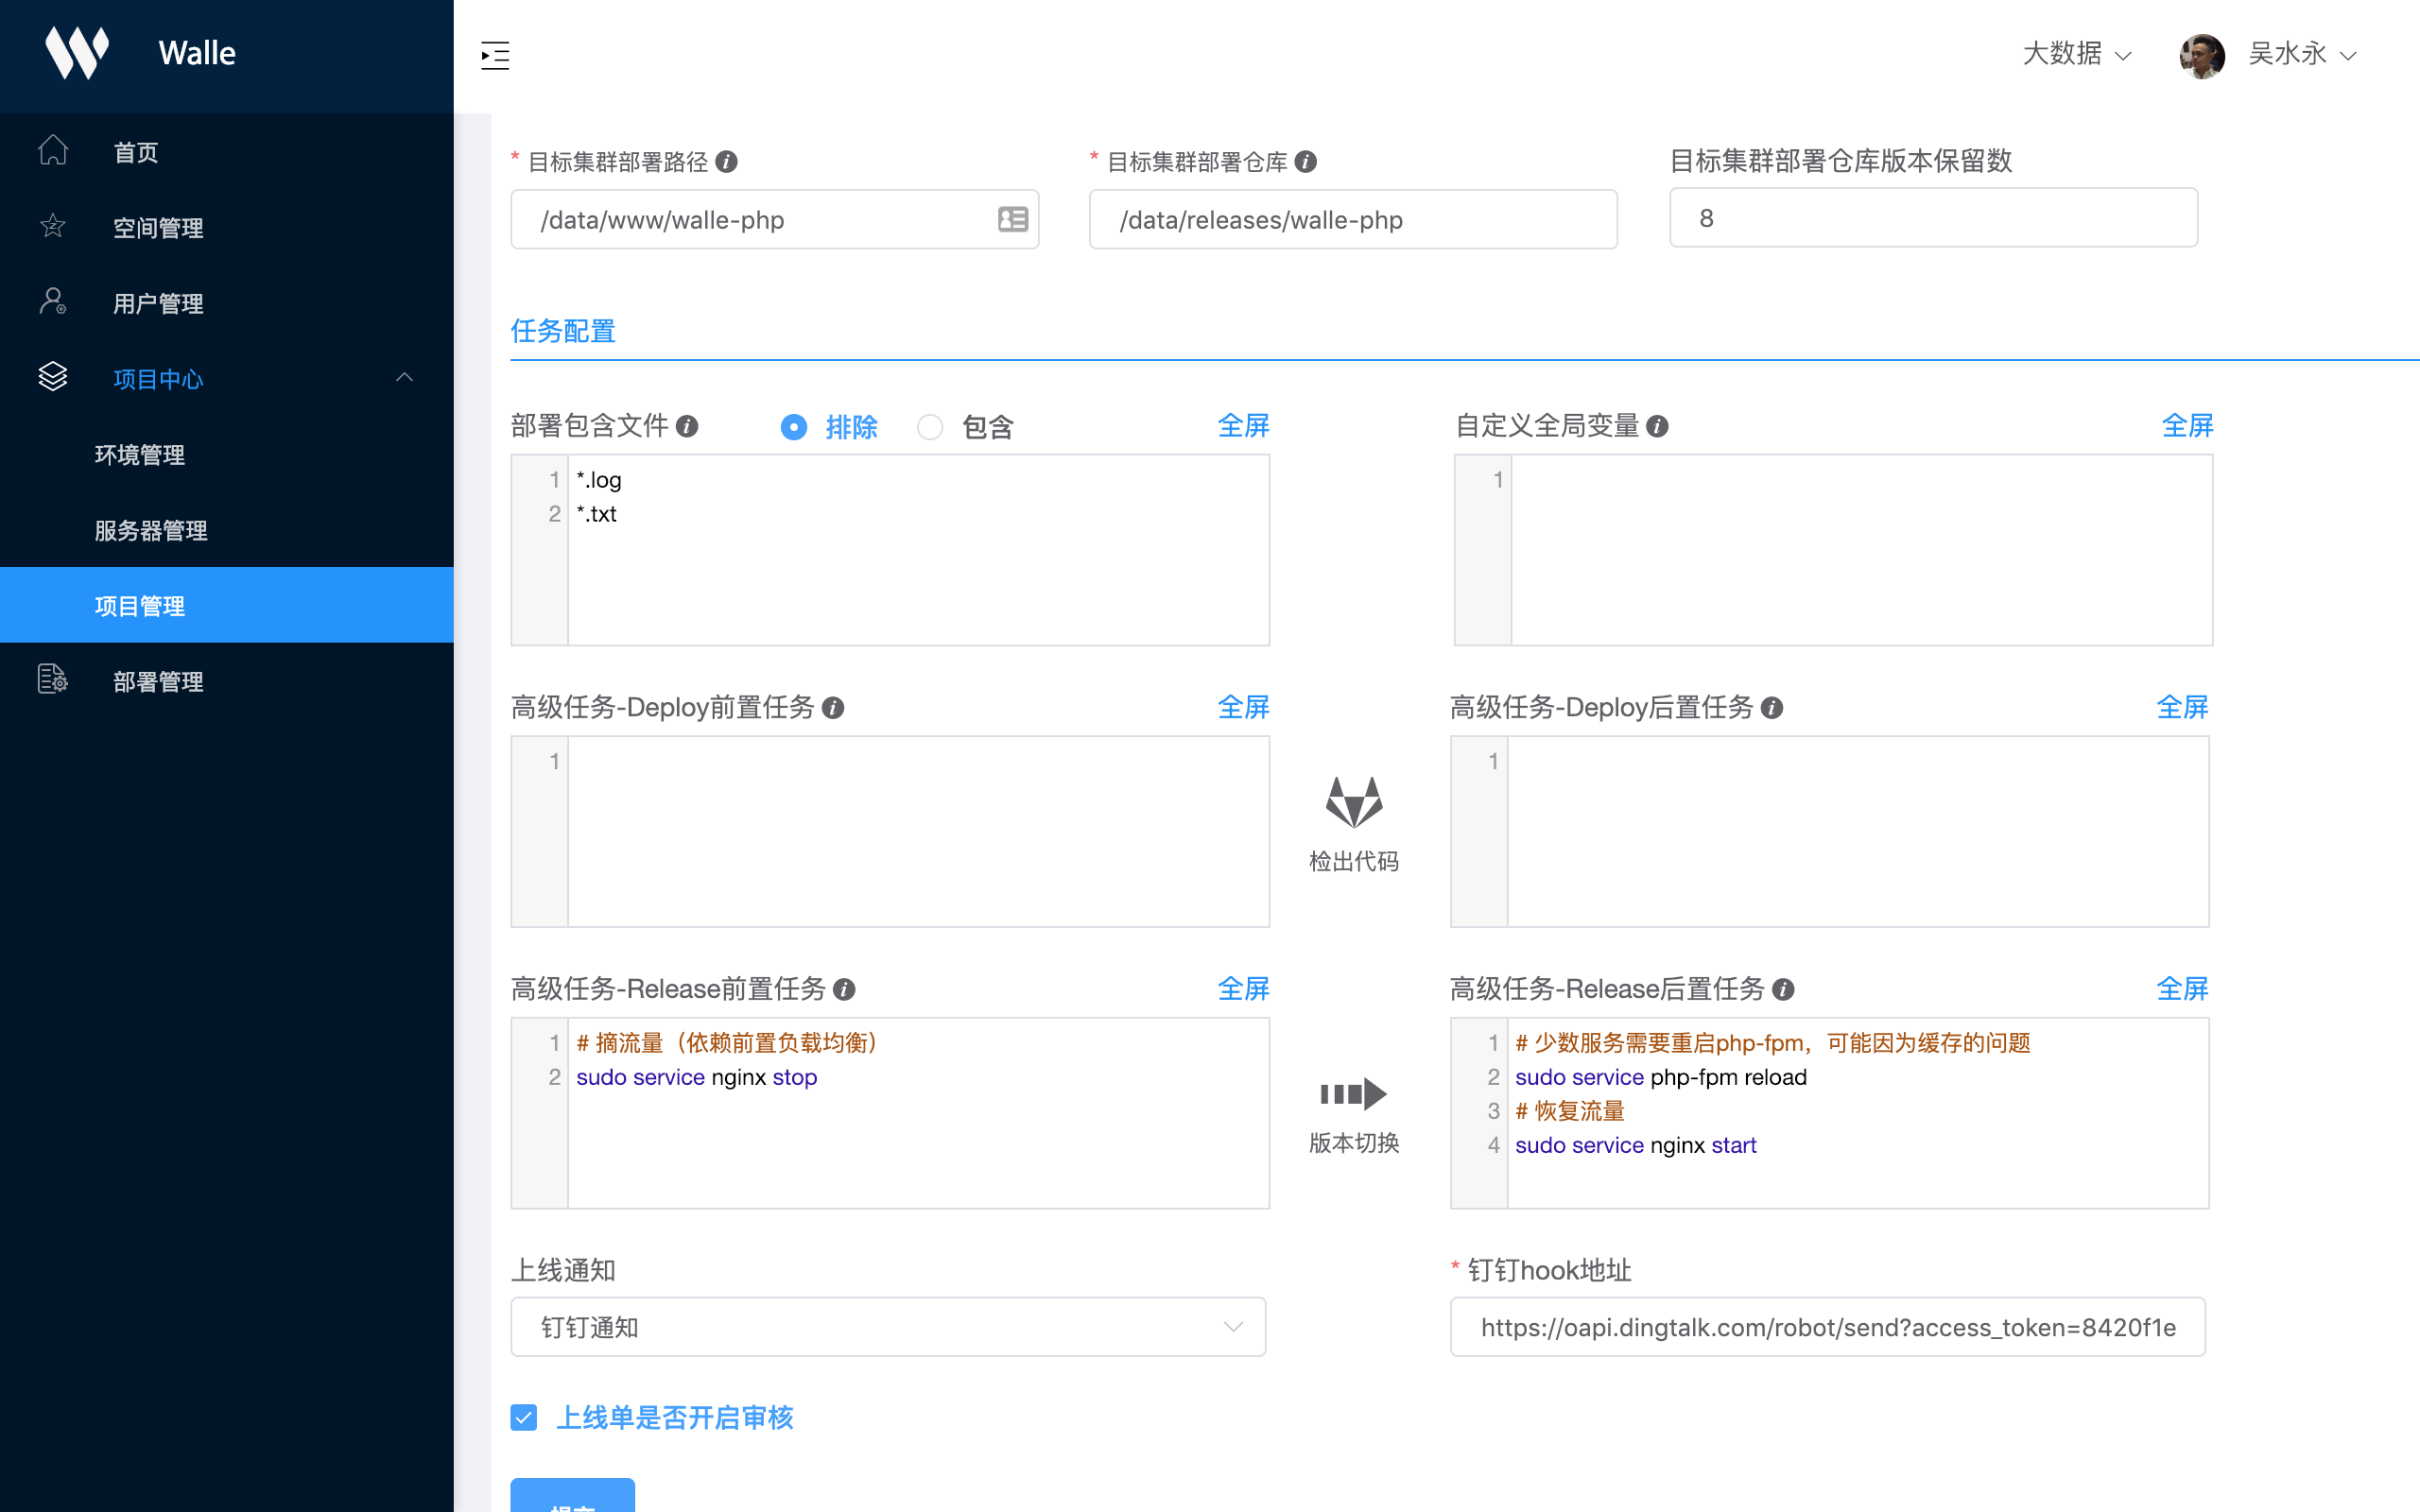 Walle
大数据
吴水永
首页
空间管理
用户管理
项目中心
环境管理
服务器管理
项目管理
部署管理
* 目标集群部署路径
/data/www/walle-php
* 目标集群部署仓库
/data/releases/walle-php
目标集群部署仓库版本保留数
8
任务配置
部署包含文件 排除 包含 全屏
1 *.log
2 *.txt
自定义全局变量 全屏
1
高级任务-Deploy前置任务 全屏
1
检出代码
高级任务-Deploy后置任务 全屏
1
高级任务-Release前置任务 全屏
1 # 摘流量（依赖前置负载均衡）
2 sudo service nginx stop
版本切换
高级任务-Release后置任务 全屏
1 # 少数服务需要重启php-fpm，可能因为缓存的问题
2 sudo service php-fpm reload
3 # 恢复流量
4 sudo service nginx start
上线通知
钉钉通知
* 钉钉hook地址
https://oapi.dingtalk.com/robot/send?access_token=8420f1e
上线单是否开启审核